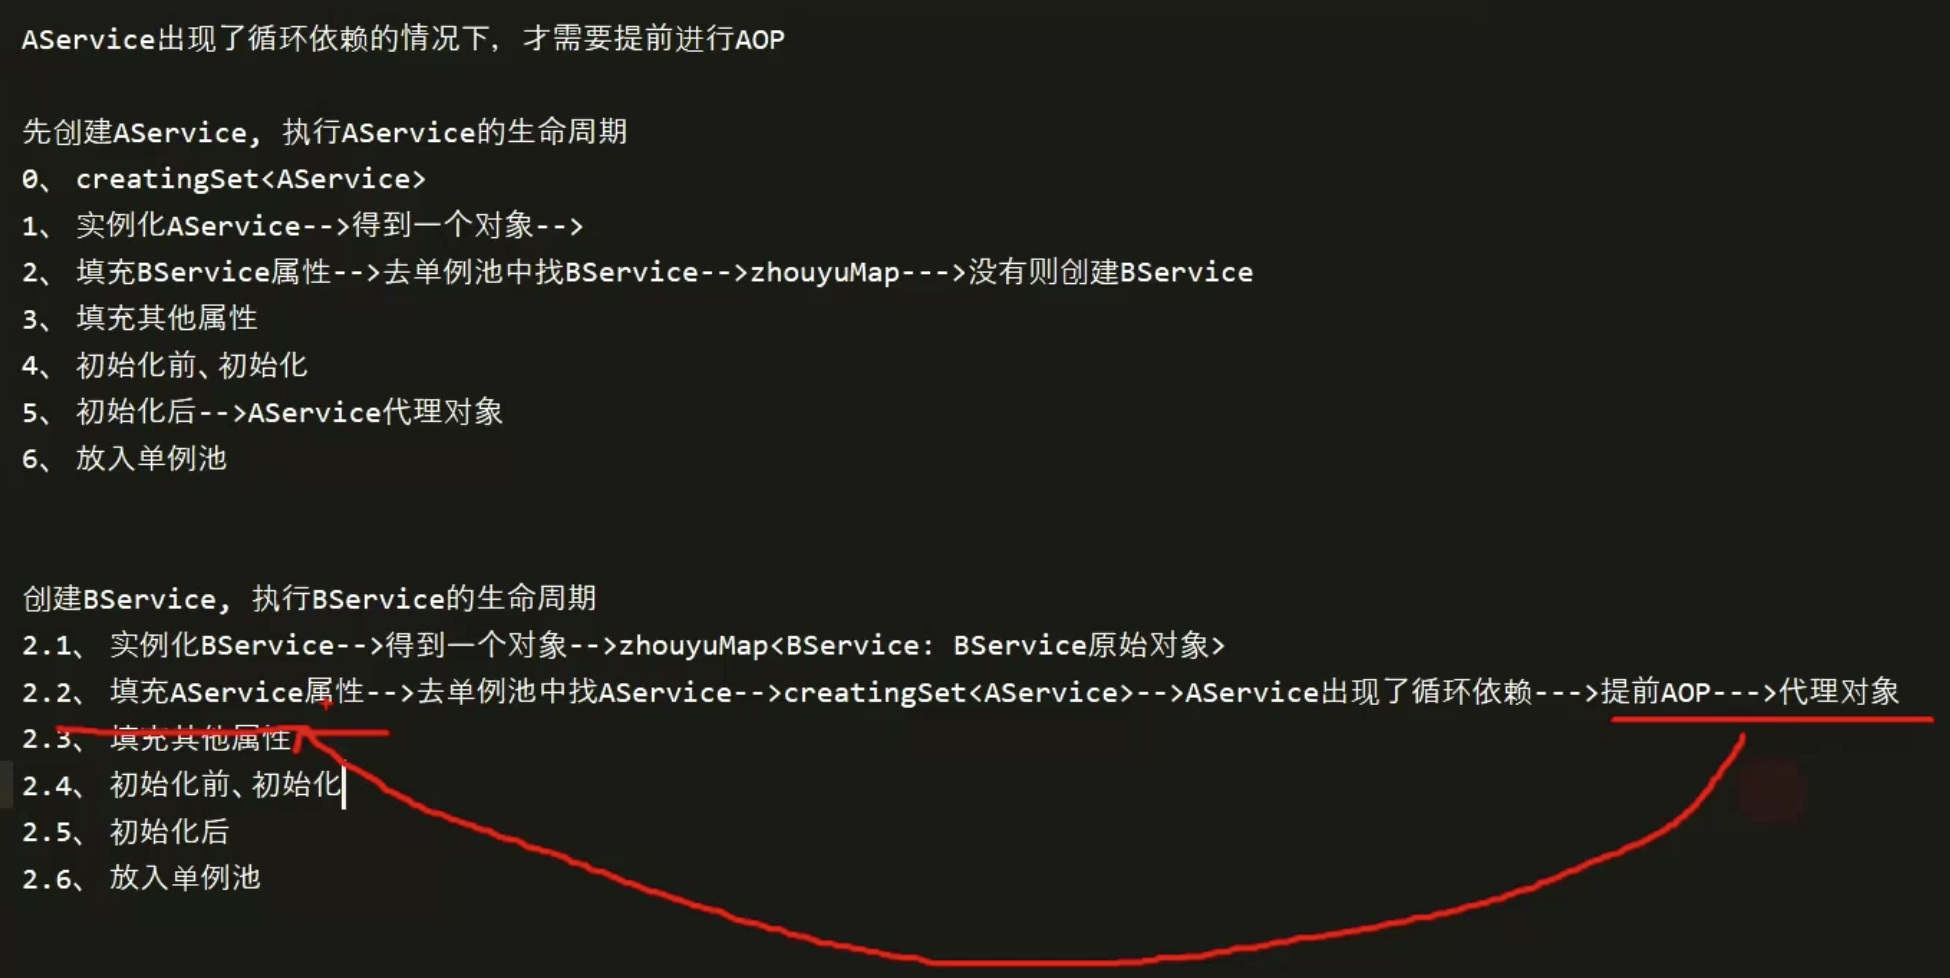 AService出现了循环依赖的情况下, 才需要提前进行AOP
先创建AService, 执行AService的生命周期
0、 creatingSet<AService>
1、 实例化AService-->得到一个对象-->
2、 填充BService属性-->去单例池中找BService-->zhouyuMap--->没有则创建BService
3、 填充其他属性
4、 初始化前、初始化
5、 初始化后-->AService代理对象
6、 放入单例池
创建BService, 执行BService的生命周期
2.1、 实例化BService-->得到一个对象-->zhouyuMap<BService: BService原始对象>
2.2、 填充AService属性-->去单例池中找AService-->creatingSet<AService>-->AService出现了循环依赖--->提前AOP--->代理对象
2.3、 填充其他属性
2.4、 初始化前、初始化
2.5、 初始化后
2.6、 放入单例池